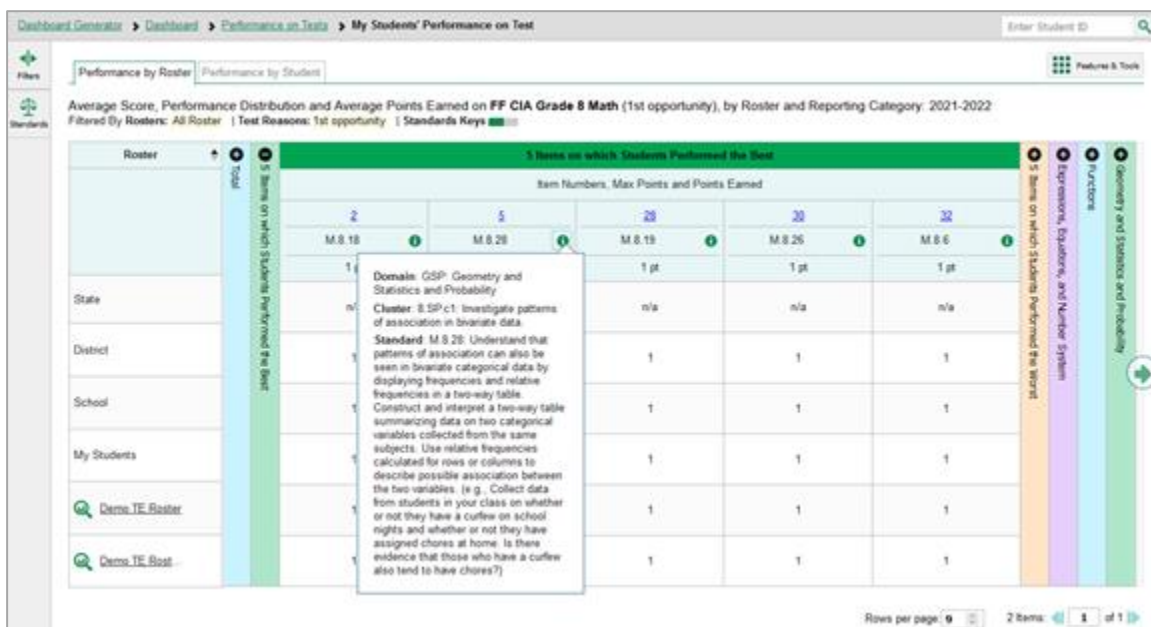 Dashboard Generator > Dashboard > Performance on Tests > My Students' Performance on Test
Enter Student ID
Filters
Standards
Performance by Roster
Performance by Student
Features & Tools
Average Score, Performance Distribution and Average Points Earned on FF CIA Grade 8 Math (1st opportunity), by Roster and Reporting Category: 2021-2022
Filtered By Rosters: All Roster | Test Reasons: 1st opportunity | Standards Keys
Roster
Total
5 Items on which Students Performed the Best
5 Items on which Students Performed the Best
Item Numbers, Max Points and Points Earned
5 Items on which Students Performed the Worst
Expressions, Equations, and Number System
Functions
Geometry and Statistics and Probability
2 5 28 30 32
M.8.18 M.8.28 M.8.19 M.8.26 M.8.6
1 pt 1 pt 1 pt
State n/a n/a n/a
District 1 1 1 1
School 1 1 1 1
My Students 1 1 1 1
Demo TE Roster 1 1 1 1
Demo TE Rost... 1 1 1 1
Domain: GSP: Geometry and
Statistics and Probability
Cluster: 8.SP.c1: Investigate patterns
of association in bivariate data.
Standard: M.8.28: Understand that
patterns of association can also be
seen in bivariate categorical data by
displaying frequencies and relative
frequencies in a two-way table.
Construct and interpret a two-way table
summarizing data on two categorical
variables collected from the same
subjects. Use relative frequencies
calculated for rows or columns to
describe possible association between
the two variables. (e.g., Collect data
from students in your class on whether
or not they have a curfew on school
nights and whether or not they have
assigned chores at home. Is there
evidence that those who have a curfew
also tend to have chores?)
Rows per page: 9 2 Items: 1 of 1